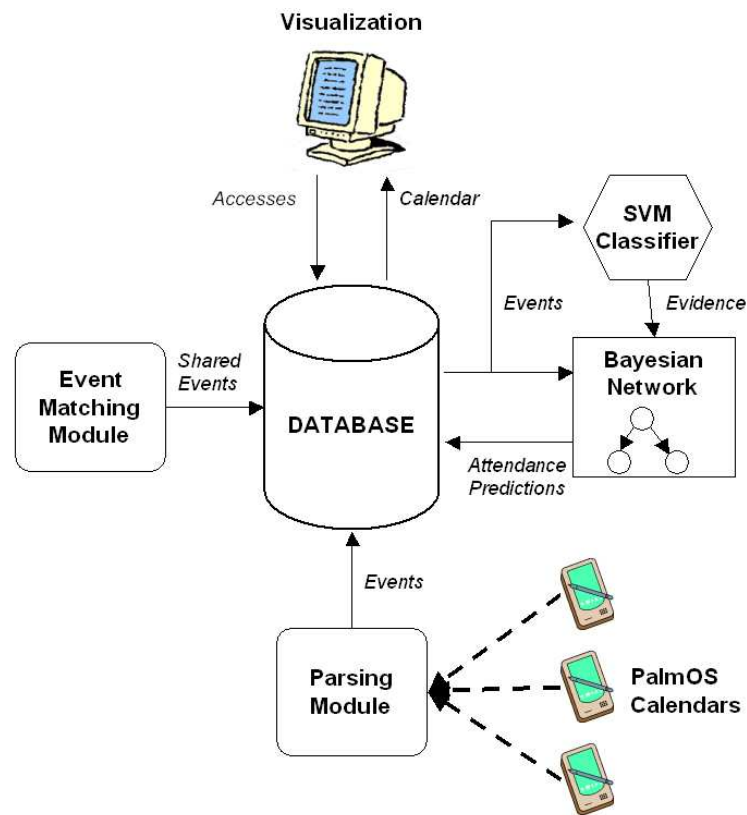 Visualization
Accesses
Calendar
SVM
Classifier
Events
Evidence
Event
Matching
Module
Shared
Events
DATABASE
Bayesian
Network
Attendance
Predictions
Events
Parsing
Module
PalmOS
Calendars